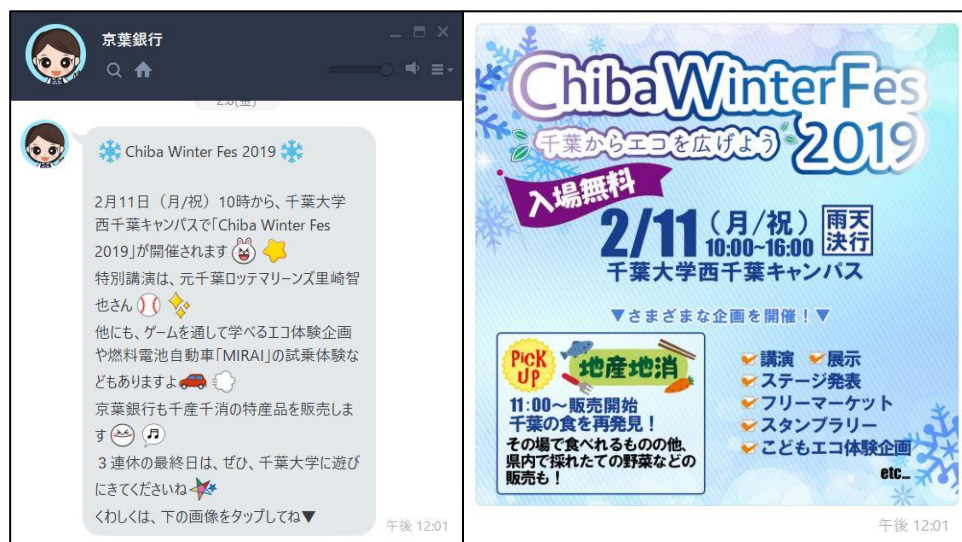 京葉銀行
2.8(金)
Chiba Winter Fes 2019
2月11日（月/祝）10時から、千葉大学
西千葉キャンパスで「Chiba Winter Fes
2019」が開催されます
特別講演は、元千葉ロッテマリーンズ里崎智
也さん
他にも、ゲームを通して学べるエコ体験企画
や燃料電池自動車「MIRAI」の試乗体験な
どもありますよ
京葉銀行も千産千消の特産品を販売しま
す
３連休の最終日は、ぜひ、千葉大学に遊び
にきてくださいね
くわしくは、下の画像をタップしてね▼
午後 12:01
ChibaWinterFes
千葉からエコを広げよう
2019
入場無料
2/11（月/祝）
10:00~16:00
雨天
決行
千葉大学西千葉キャンパス
▼さまざまな企画を開催！▼
PiCK
UP
地産地消
11:00～販売開始
千葉の食を再発見！
その場で食べれるものの他、
県内で採れたての野菜などの
販売も！
講演 展示
ステージ発表
フリーマーケット
スタンプラリー
こどもエコ体験企画
etc...
午後 12:01